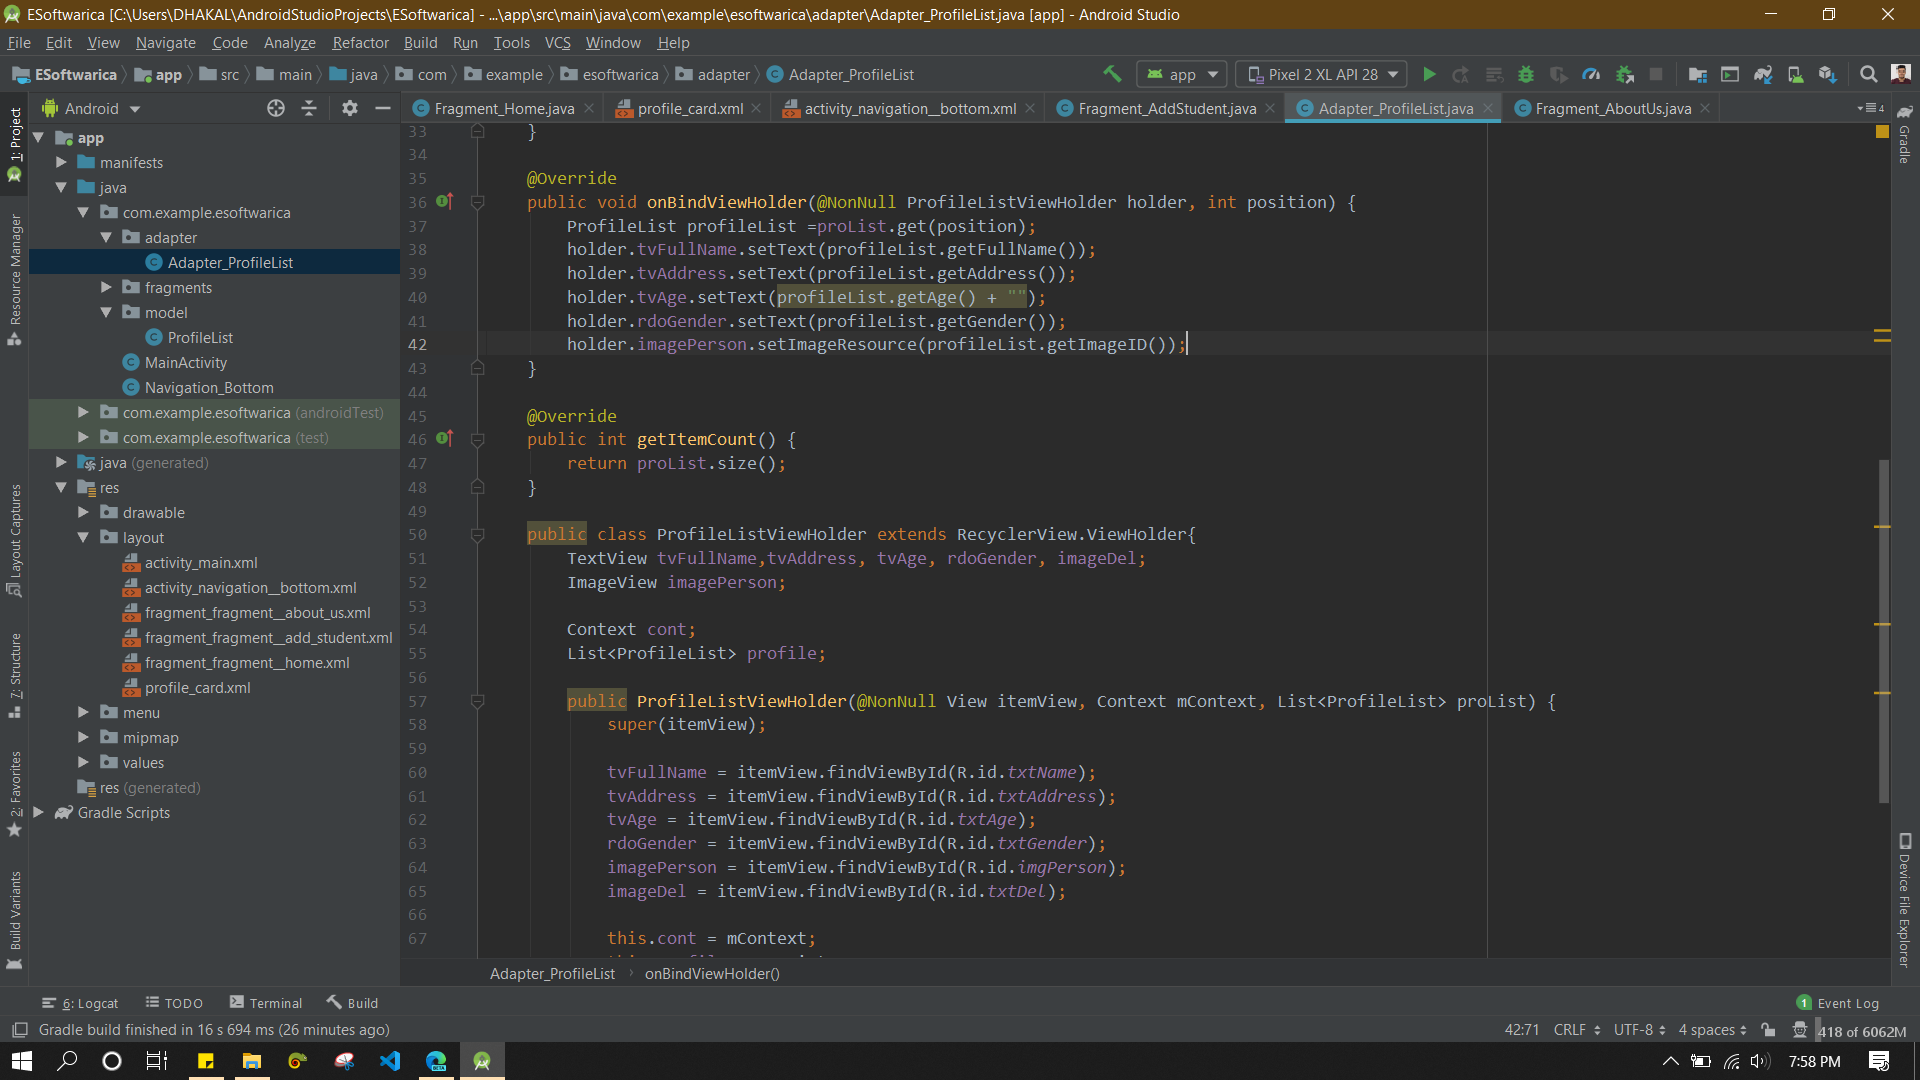 ESoftwarica [C:\Users\DHAKAL\AndroidStudioProjects\ESoftwarica] - ...\app\src\main\java\com\example\esoftwarica\adapter\Adapter_ProfileList.java [app] - Android Studio
File Edit View Navigate Code Analyze Refactor Build Run Tools VCS Window Help
ESoftwarica app src main java com example esoftwarica adapter Adapter_ProfileList app Pixel 2 XL API 28
Android
Fragment_Home.java profile_card.xml activity_navigation__bottom.xml Fragment_AddStudent.java Adapter_ProfileList.java Fragment_AboutUs.java 4
1: Project
Resource Manager
Layout Captures
7: Structure
2: Favorites
Build Variants
app
manifests
java
com.example.esoftwarica
adapter
Adapter_ProfileList
fragments
model
ProfileList
MainActivity
Navigation_Bottom
com.example.esoftwarica (androidTest)
com.example.esoftwarica (test)
java (generated)
res
drawable
layout
activity_main.xml
activity_navigation__bottom.xml
fragment_fragment__about_us.xml
fragment_fragment__add_student.xml
fragment_fragment__home.xml
profile_card.xml
menu
mipmap
values
res (generated)
Gradle Scripts
33 }
34
35 @Override
36 public void onBindViewHolder(@NonNull ProfileListViewHolder holder, int position) {
37 ProfileList profileList =proList.get(position);
38 holder.tvFullName.setText(profileList.getFullName());
39 holder.tvAddress.setText(profileList.getAddress());
40 holder.tvAge.setText(profileList.getAge() + "");
41 holder.rdoGender.setText(profileList.getGender());
42 holder.imagePerson.setImageResource(profileList.getImageID());
43 }
44
45 @Override
46 public int getItemCount() {
47 return proList.size();
48 }
49
50 public class ProfileListViewHolder extends RecyclerView.ViewHolder{
51 TextView tvFullName,tvAddress, tvAge, rdoGender, imageDel;
52 ImageView imagePerson;
53
54 Context cont;
55 List<ProfileList> profile;
56
57 public ProfileListViewHolder(@NonNull View itemView, Context mContext, List<ProfileList> proList) {
58 super(itemView);
59
60 tvFullName = itemView.findViewById(R.id.txtName);
61 tvAddress = itemView.findViewById(R.id.txtAddress);
62 tvAge = itemView.findViewById(R.id.txtAge);
63 rdoGender = itemView.findViewById(R.id.txtGender);
64 imagePerson = itemView.findViewById(R.id.imgPerson);
65 imageDel = itemView.findViewById(R.id.txtDel);
66
67 this.cont = mContext;
Adapter_ProfileList onBindViewHolder()
Gradle
Device File Explorer
6: Logcat TODO Terminal Build 1 Event Log
Gradle build finished in 16 s 694 ms (26 minutes ago) 42:71 CRLF UTF-8 4 spaces 418 of 6062M
BETA
7:58 PM